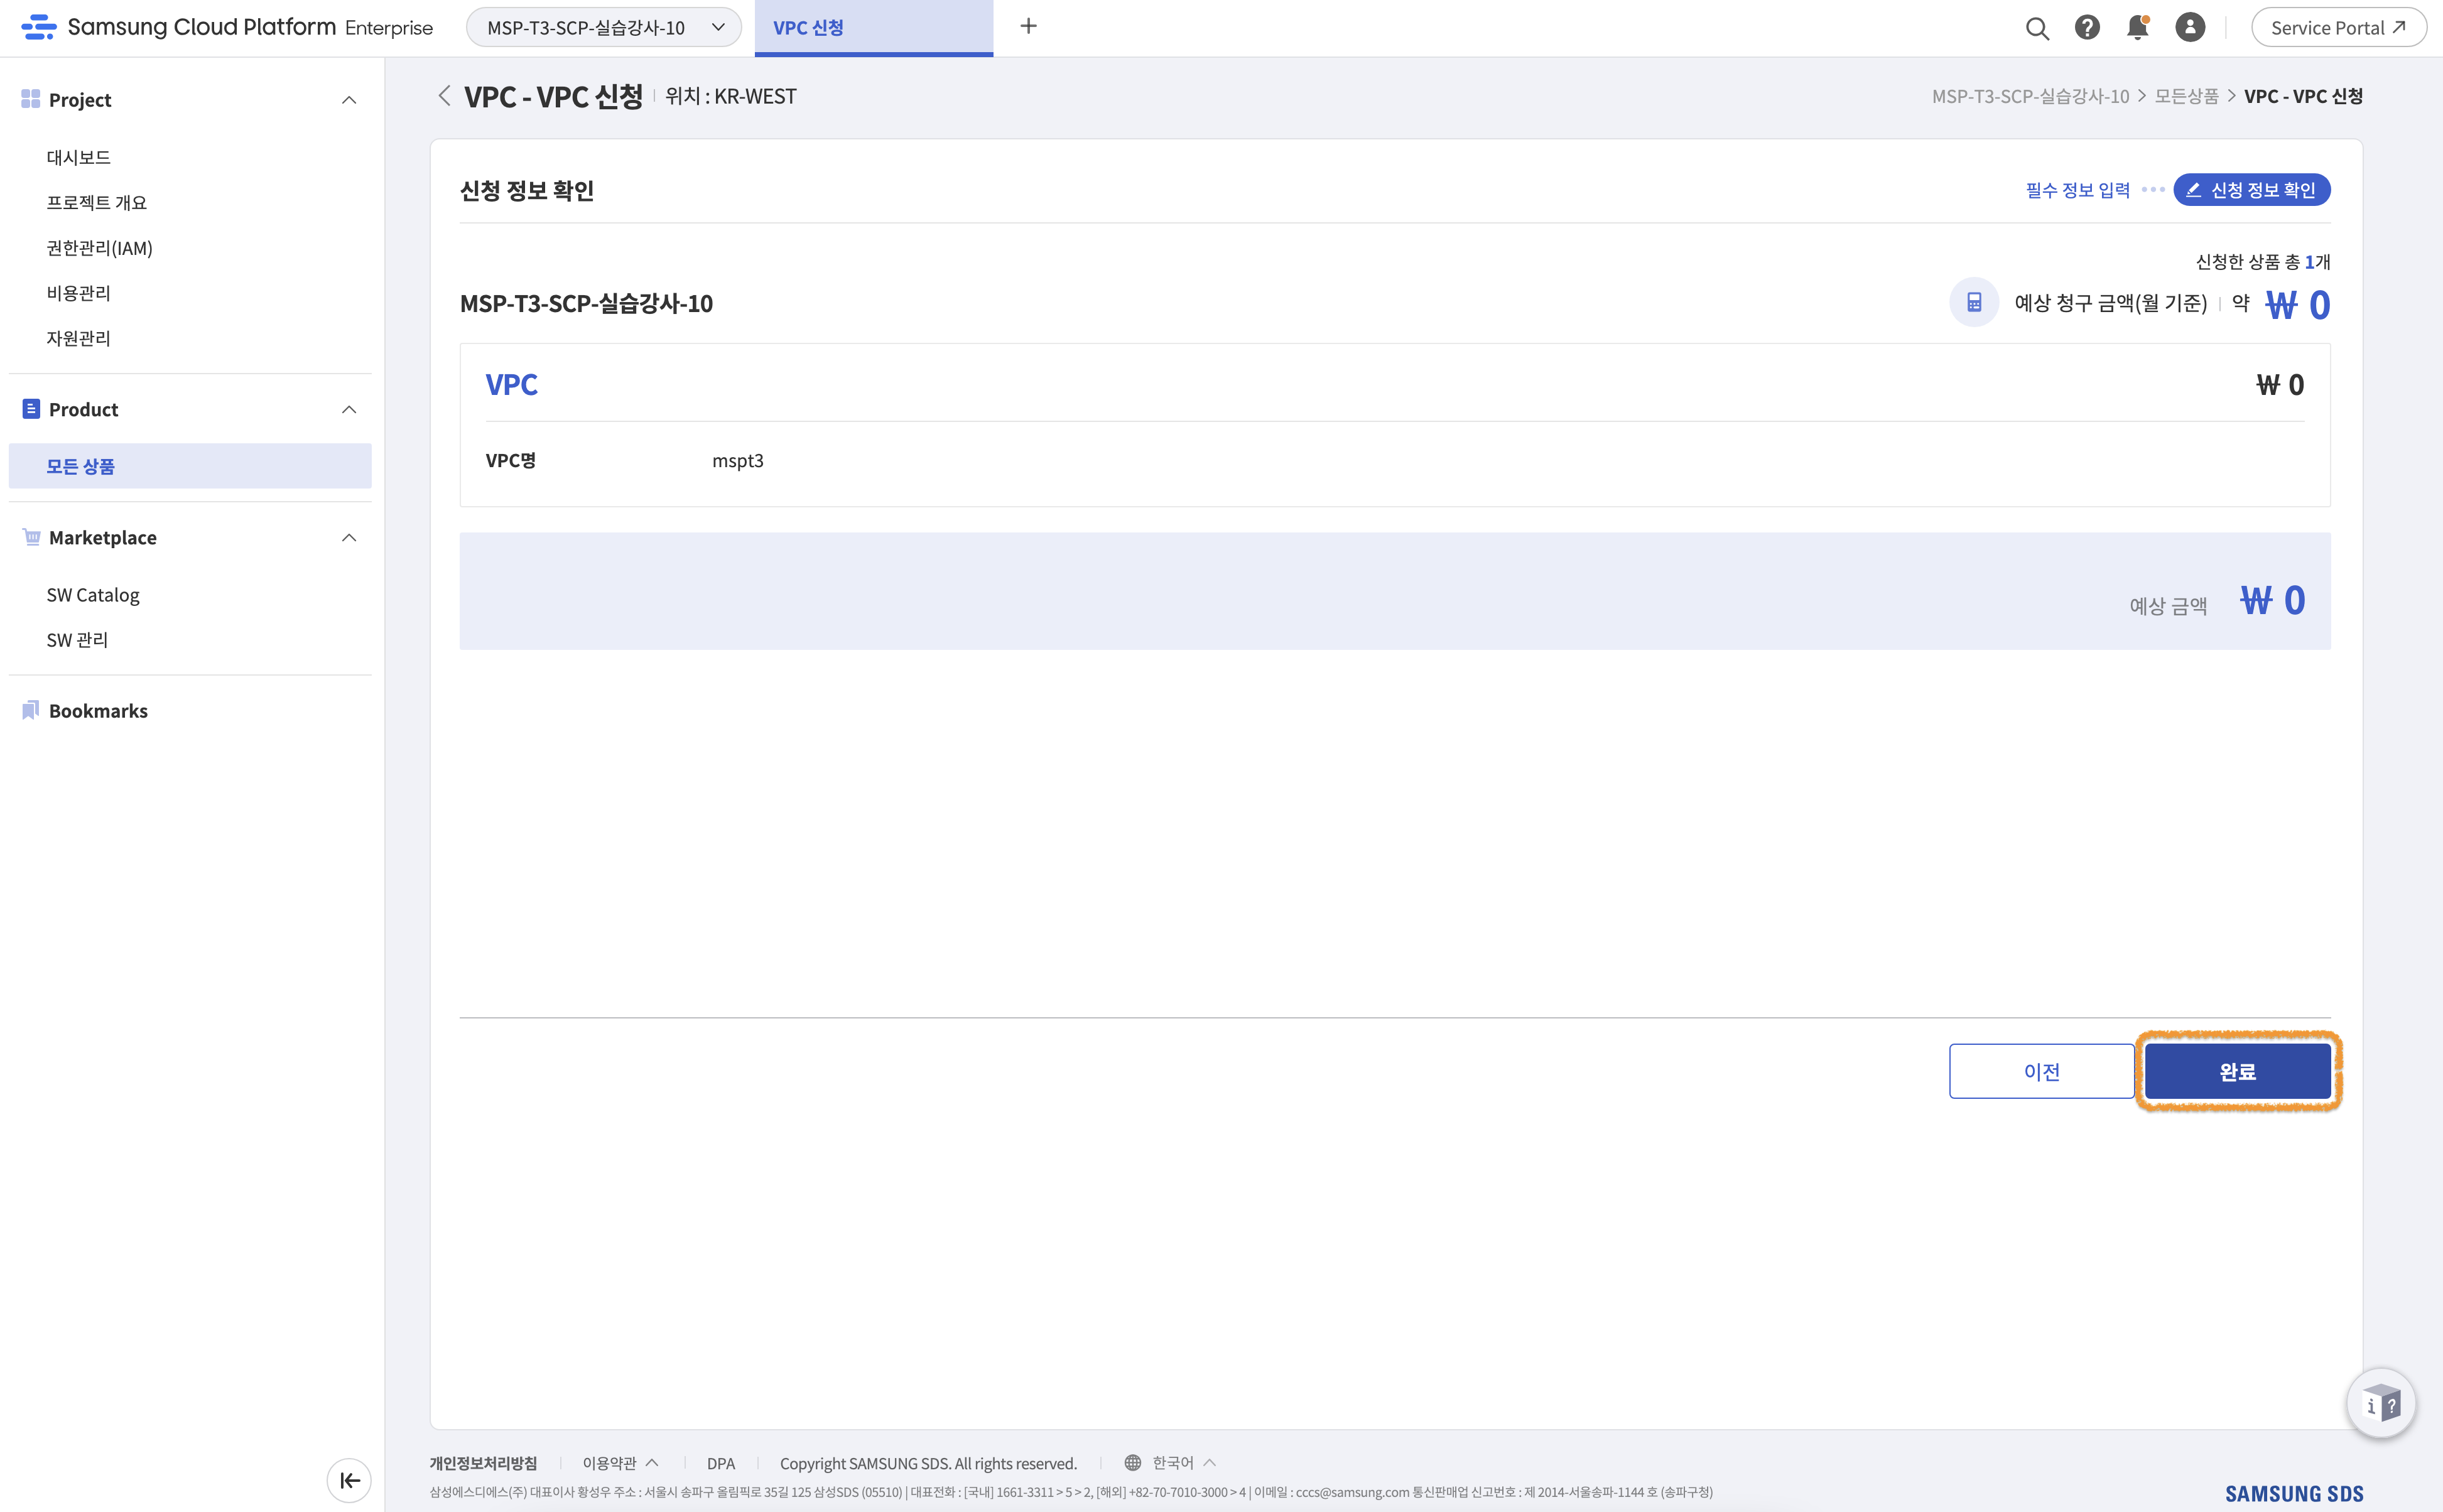 Samsung Cloud Platform Enterprise
MSP-T3-SCP-실습강사-10
VPC 신청
Service Portal
Project
대시보드
프로젝트 개요
권한관리(IAM)
비용관리
자원관리
Product
모든 상품
Marketplace
SW Catalog
SW 관리
Bookmarks
VPC - VPC 신청 | 위치 : KR-WEST
MSP-T3-SCP-실습강사-10 > 모든상품 > VPC - VPC 신청
신청 정보 확인
필수 정보 입력 ••• 신청 정보 확인
신청한 상품 총 1개
MSP-T3-SCP-실습강사-10
예상 청구 금액(월 기준) | 약 ₩ 0
VPC ₩ 0
VPC명 mspt3
예상 금액 ₩ 0
이전
완료
i ?
개인정보처리방침 | 이용약관 | DPA | Copyright SAMSUNG SDS. All rights reserved. | 한국어
삼성에스디에스(주) 대표이사 황성우 주소 : 서울시 송파구 올림픽로 35길 125 삼성SDS (05510) | 대표전화 : [국내] 1661-3311 > 5 > 2, [해외] +82-70-7010-3000 > 4 | 이메일 : cccs@samsung.com 통신판매업 신고번호 : 제 2014-서울송파-1144 호 (송파구청)
SAMSUNG SDS